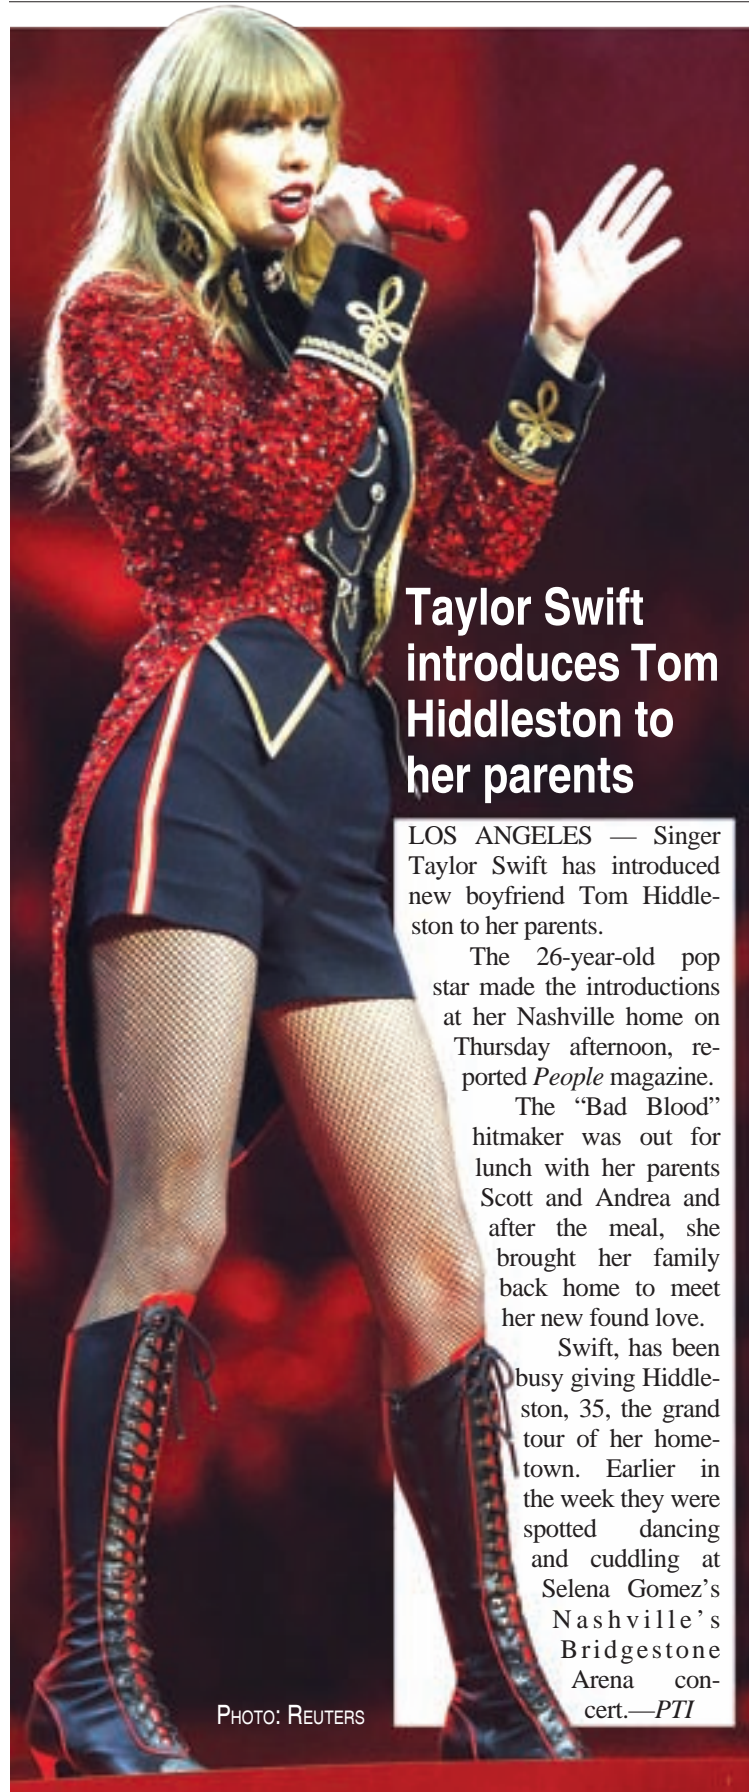 Taylor Swift
introduces Tom
Hiddleston to
her parents
LOS ANGELES — Singer
Taylor Swift has introduced
new boyfriend Tom Hiddle-
ston to her parents.
The 26-year-old pop
star made the introductions
at her Nashville home on
Thursday afternoon, re-
ported People magazine.
The “Bad Blood”
hitmaker was out for
lunch with her parents
Scott and Andrea and
after the meal, she
brought her family
back home to meet
her new found love.
Swift, has been
busy giving Hiddle-
ston, 35, the grand
tour of her home-
town. Earlier in
the week they were
spotted dancing
and cuddling at
Selena Gomez’s
Nashville’s
Bridgestone
Arena con-
cert.—PTI
PHOTO: REUTERS